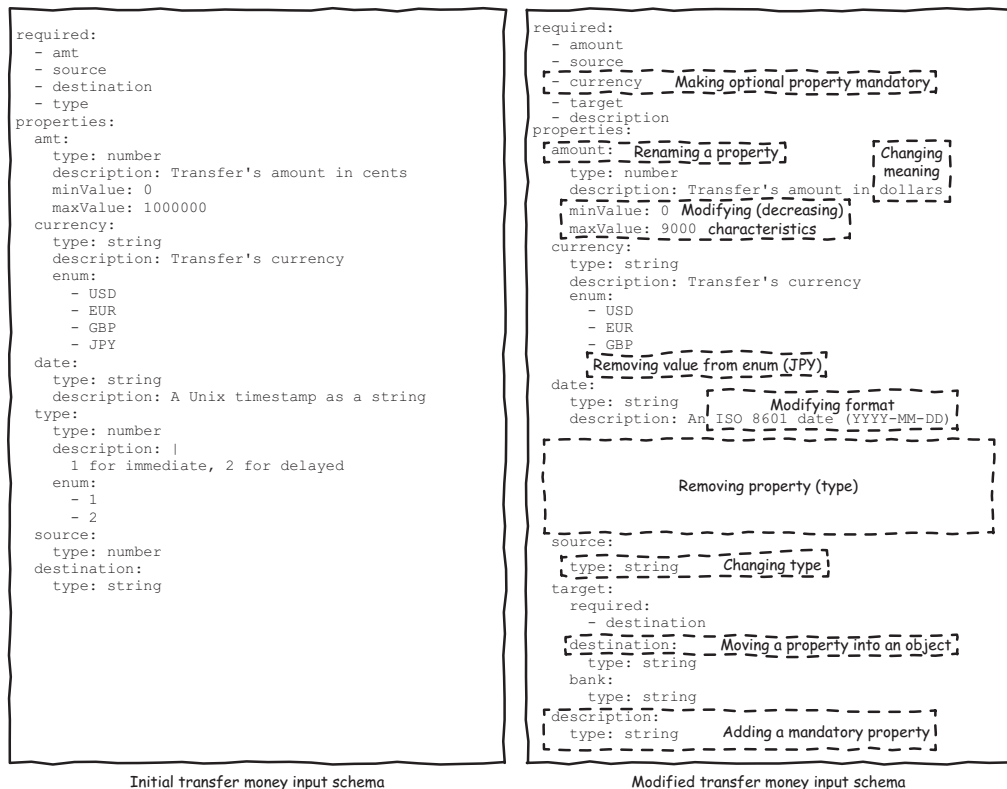 required:
- amt
- source
- destination
- type
properties:
amt:
type: number
description: Transfer's amount in cents
minValue: 0
maxValue: 1000000
currency:
type: string
description: Transfer's currency
enum:
- USD
- EUR
- GBP
- JPY
date:
type: string
description: A Unix timestamp as a string
type:
type: number
description: |
1 for immediate, 2 for delayed
enum:
- 1
- 2
source:
type: number
destination:
type: string
Initial transfer money input schema
required:
- amount
- source
- currency Making optional property mandatory
- target
- description
properties:
amount: Renaming a property
Changing
meaning
type: number
description: Transfer's amount in dollars
minValue: 0 Modifying (decreasing)
maxValue: 9000 characteristics
currency:
type: string
description: Transfer's currency
enum:
- USD
- EUR
- GBP
Removing value from enum (JPY)
date:
type: string
Modifying format
description: An ISO 8601 date (YYYY-MM-DD)
Removing property (type)
source:
type: string Changing type
target:
required:
- destination
destination: Moving a property into an object
type: string
bank:
type: string
description:
type: string Adding a mandatory property
Modified transfer money input schema